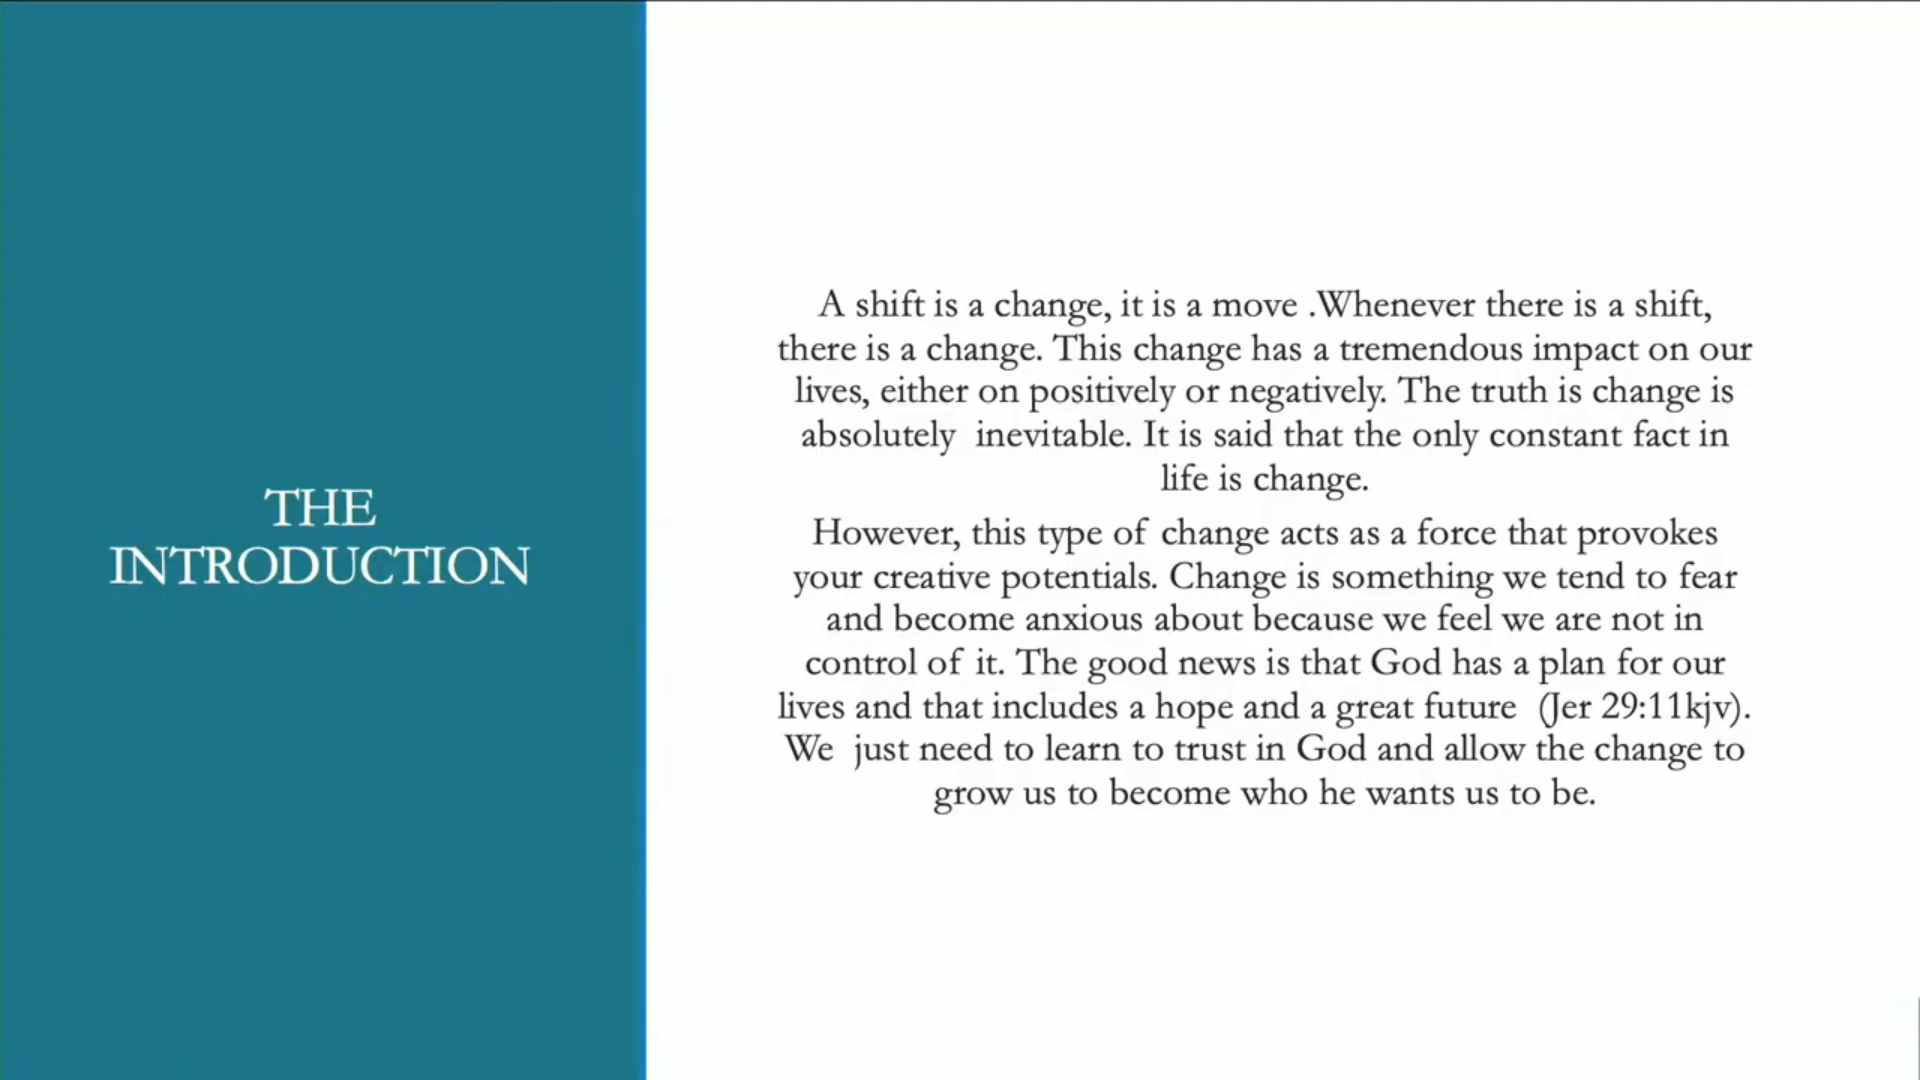 THE
INTRODUCTION
A shift is a change, it is a move .Whenever there is a shift,
there is a change. This change has a tremendous impact on our
lives, either on positively or negatively. The truth is change is
absolutely  inevitable. It is said that the only constant fact in
life is change.
However, this type of change acts as a force that provokes
your creative potentials. Change is something we tend to fear
and become anxious about because we feel we are not in
control of it. The good news is that God has a plan for our
lives and that includes a hope and a great future  (Jer 29:11kjv).
We  just need to learn to trust in God and allow the change to
grow us to become who he wants us to be.